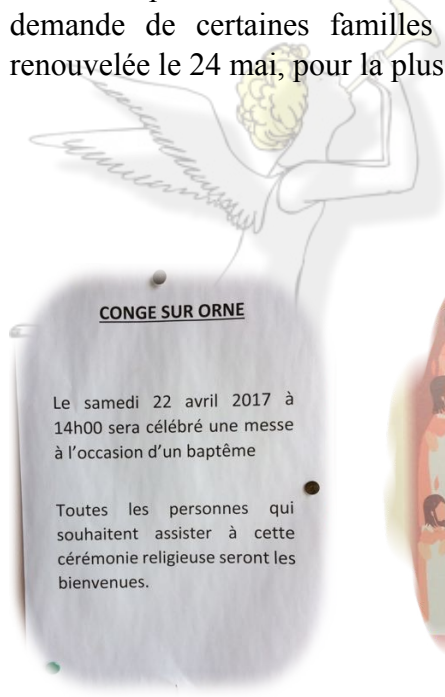 demande de certaines familles
renouvelée le 24 mai, pour la plus
CONGE SUR ORNE
Le samedi 22 avril 2017 à
14h00 sera célébré une messe
à l'occasion d'un baptême
Toutes les personnes qui
souhaitent assister à cette
cérémonie religieuse seront les
bienvenues.